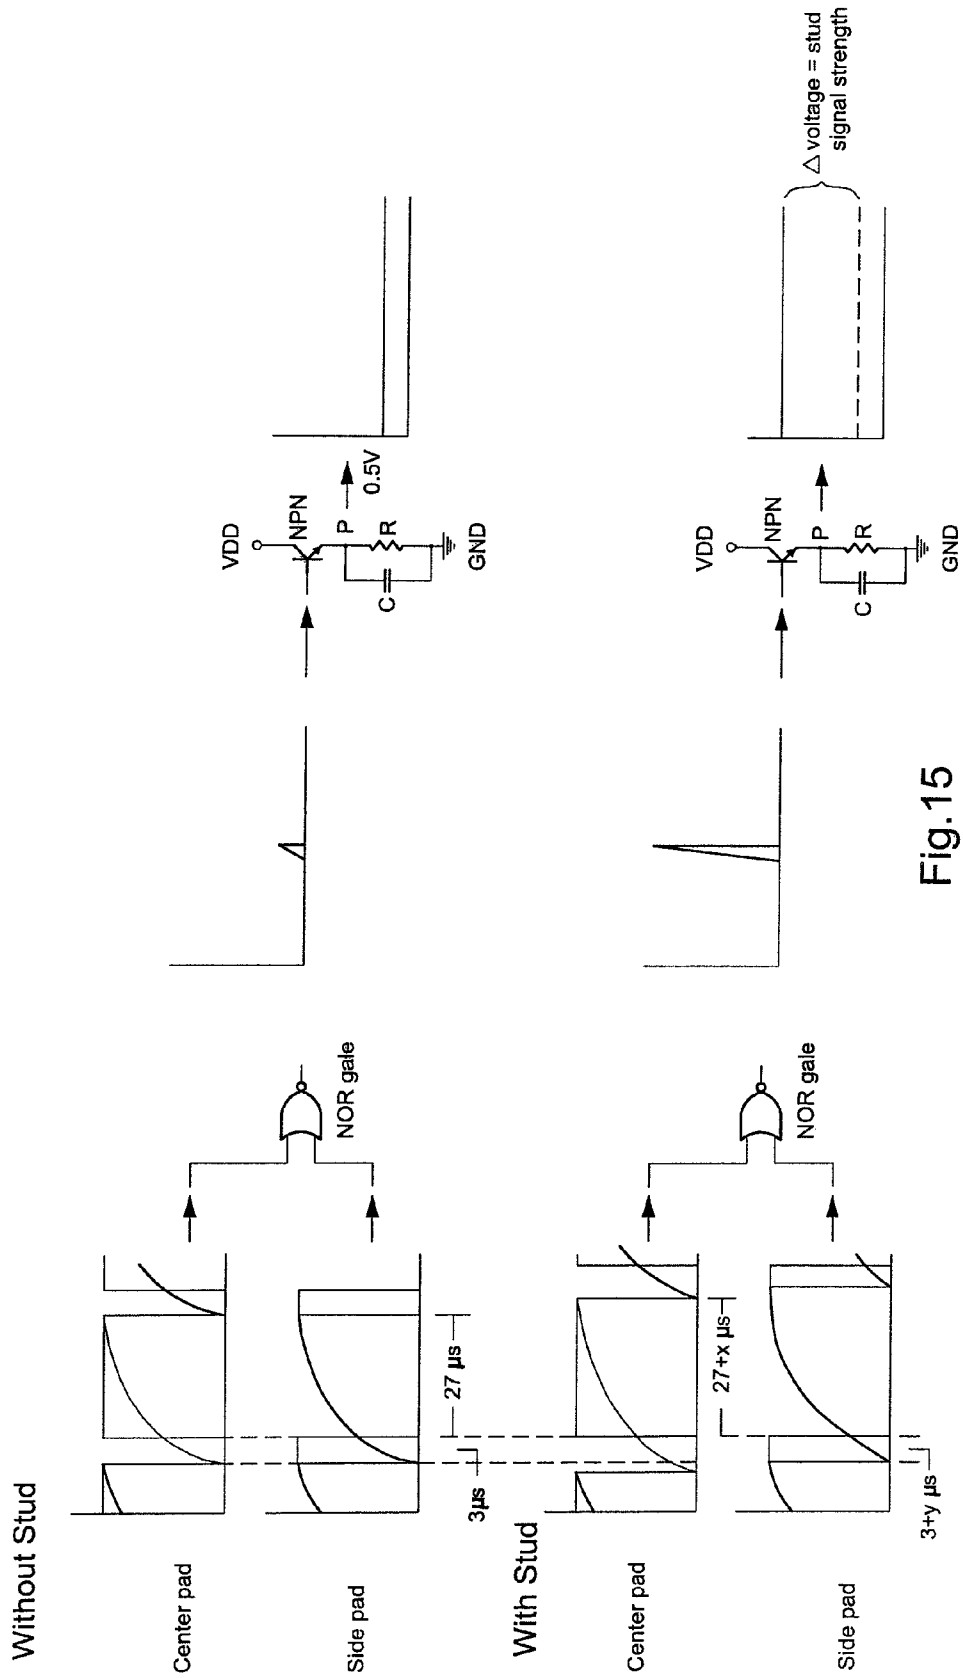 Without Stud
Center pad
Side pad
3µs
27 µs
NOR gale
VDD
NPN
P
C
R
GND
0.5V
With Stud
Center pad
Side pad
27+x µs
3+y µs
NOR gale
VDD
NPN
P
C
R
GND
△ voltage = stud
signal strength
Fig.15